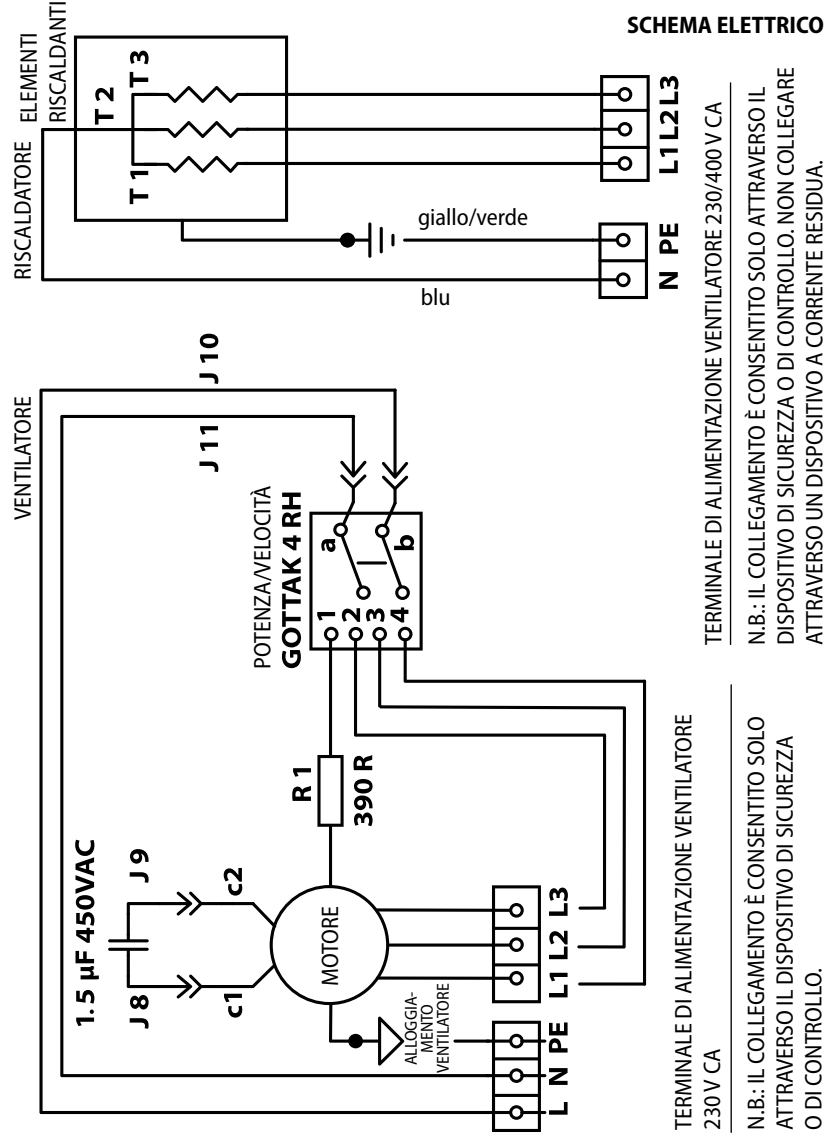 SCHEMA ELETTRICO
RISCALDATORE
ELEMENTI
RISCALDANTI
T 1
T 2
T 3
giallo/verde
blu
N PE
L1 L2 L3
TERMINALE DI ALIMENTAZIONE VENTILATORE 230/400 V CA
N.B.: IL COLLEGAMENTO È CONSENTITO SOLO ATTRAVERSO IL
DISPOSITIVO DI SICUREZZA O DI CONTROLLO. NON COLLEGARE
ATTRAVERSO UN DISPOSITIVO A CORRENTE RESIDUA.
VENTILATORE
J 11
J 10
POTENZA/VELOCITÀ
GOTTAK 4 RH
1
2
3
4
a
b
R 1
390 R
1.5 µF 450VAC
J 8
J 9
c1
c2
MOTORE
ALLOGGIA-
MENTO
VENTILATORE
L N PE
L1 L2 L3
TERMINALE DI ALIMENTAZIONE VENTILATORE
230 V CA
N.B.: IL COLLEGAMENTO È CONSENTITO SOLO
ATTRAVERSO IL DISPOSITIVO DI SICUREZZA
O DI CONTROLLO.